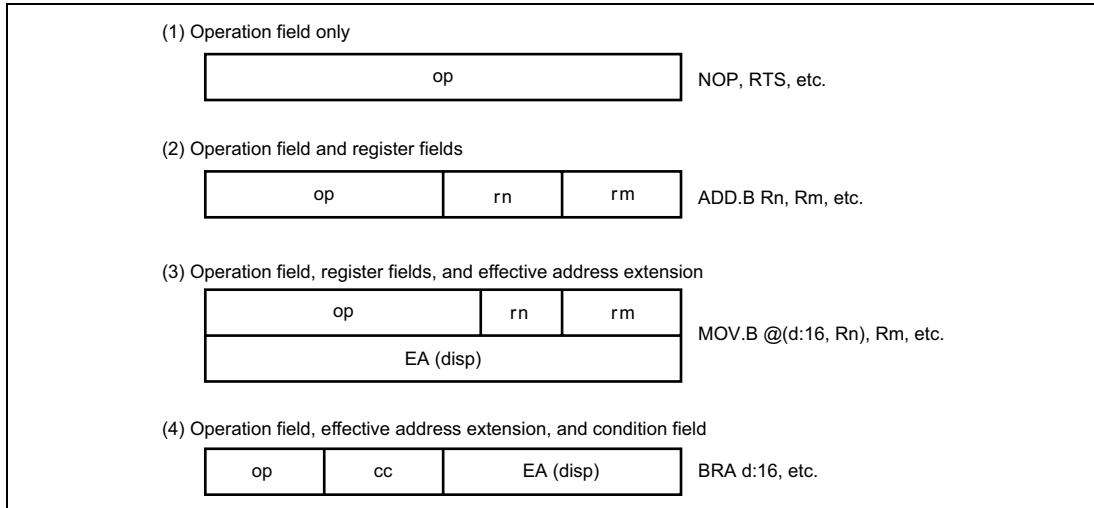 (1) Operation field only
op
NOP, RTS, etc.
(2) Operation field and register fields
op rn rm
ADD.B Rn, Rm, etc.
(3) Operation field, register fields, and effective address extension
op rn rm
MOV.B @(d:16, Rn), Rm, etc.
EA (disp)
(4) Operation field, effective address extension, and condition field
op cc EA (disp)
BRA d:16, etc.